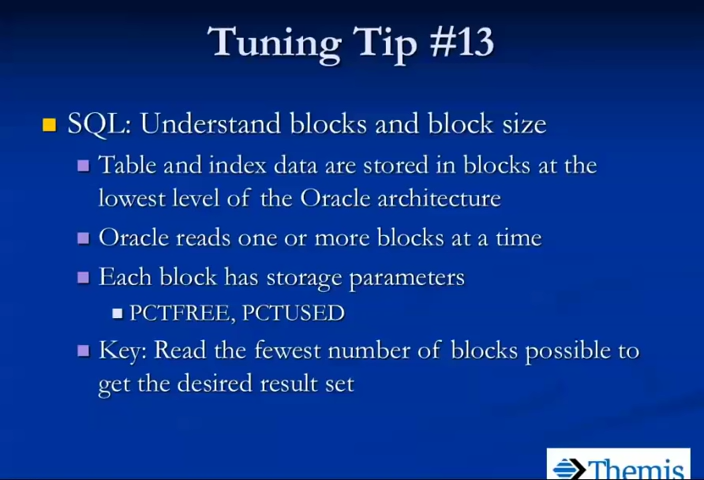 Tuning Tip #13
SQL: Understand blocks and block size
Table and index data are stored in blocks at the
lowest level of the Oracle architecture
Oracle reads one or more blocks at a time
Each block has storage parameters
PCTFREE, PCTUSED
Key: Read the fewest number of blocks possible to
get the desired result set
Themis